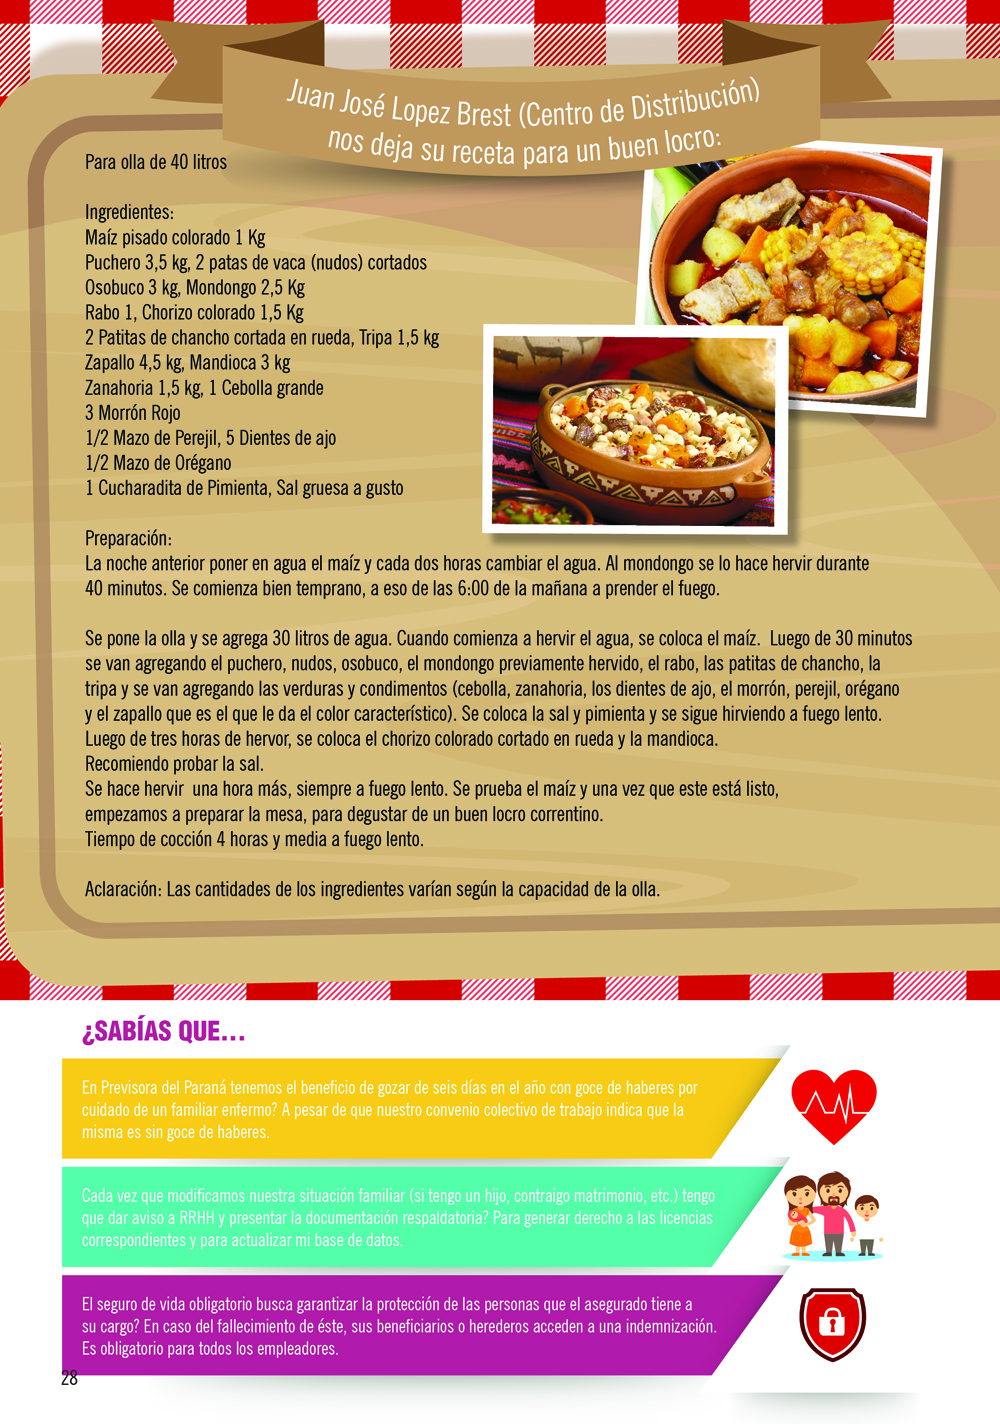 Juan José Lopez Brest (Centro de Distribución)
nos deja su receta para un buen locro:
Para olla de 40 litros
Ingredientes:
Maíz pisado colorado 1 Kg
Puchero 3,5 kg, 2 patas de vaca (nudos) cortados
Osobuco 3 kg, Mondongo 2,5 Kg
Rabo 1, Chorizo colorado 1,5 Kg
2 Patitas de chancho cortada en rueda, Tripa 1,5 kg
Zapallo 4,5 kg, Mandioca 3 kg
Zanahoria 1,5 kg, 1 Cebolla grande
3 Morrón Rojo
1/2 Mazo de Perejil, 5 Dientes de ajo
1/2 Mazo de Orégano
1 Cucharadita de Pimienta, Sal gruesa a gusto
Preparación:
La noche anterior poner en agua el maíz y cada dos horas cambiar el agua. Al mondongo se lo hace hervir durante
40 minutos. Se comienza bien temprano, a eso de las 6:00 de la mañana a prender el fuego.
Se pone la olla y se agrega 30 litros de agua. Cuando comienza a hervir el agua, se coloca el maíz.  Luego de 30 minutos
se van agregando el puchero, nudos, osobuco, el mondongo previamente hervido, el rabo, las patitas de chancho, la
tripa y se van agregando las verduras y condimentos (cebolla, zanahoria, los dientes de ajo, el morrón, perejil, orégano
y el zapallo que es el que le da el color característico). Se coloca la sal y pimienta y se sigue hirviendo a fuego lento.
Luego de tres horas de hervor, se coloca el chorizo colorado cortado en rueda y la mandioca.
Recomiendo probar la sal.
Se hace hervir  una hora más, siempre a fuego lento. Se prueba el maíz y una vez que este está listo,
empezamos a preparar la mesa, para degustar de un buen locro correntino.
Tiempo de cocción 4 horas y media a fuego lento.
Aclaración: Las cantidades de los ingredientes varían según la capacidad de la olla.
¿SABÍAS QUE...
En Previsora del Paraná tenemos el beneficio de gozar de seis días en el año con goce de haberes por
cuidado de un familiar enfermo? A pesar de que nuestro convenio colectivo de trabajo indica que la
misma es sin goce de haberes.
Cada vez que modificamos nuestra situación familiar (si tengo un hijo, contraigo matrimonio, etc.) tengo
que dar aviso a RRHH y presentar la documentación respaldatoria? Para generar derecho a las licencias
correspondientes y para actualizar mi base de datos.
El seguro de vida obligatorio busca garantizar la protección de las personas que el asegurado tiene a
su cargo? En caso del fallecimiento de éste, sus beneficiarios o herederos acceden a una indemnización.
Es obligatorio para todos los empleadores.
28